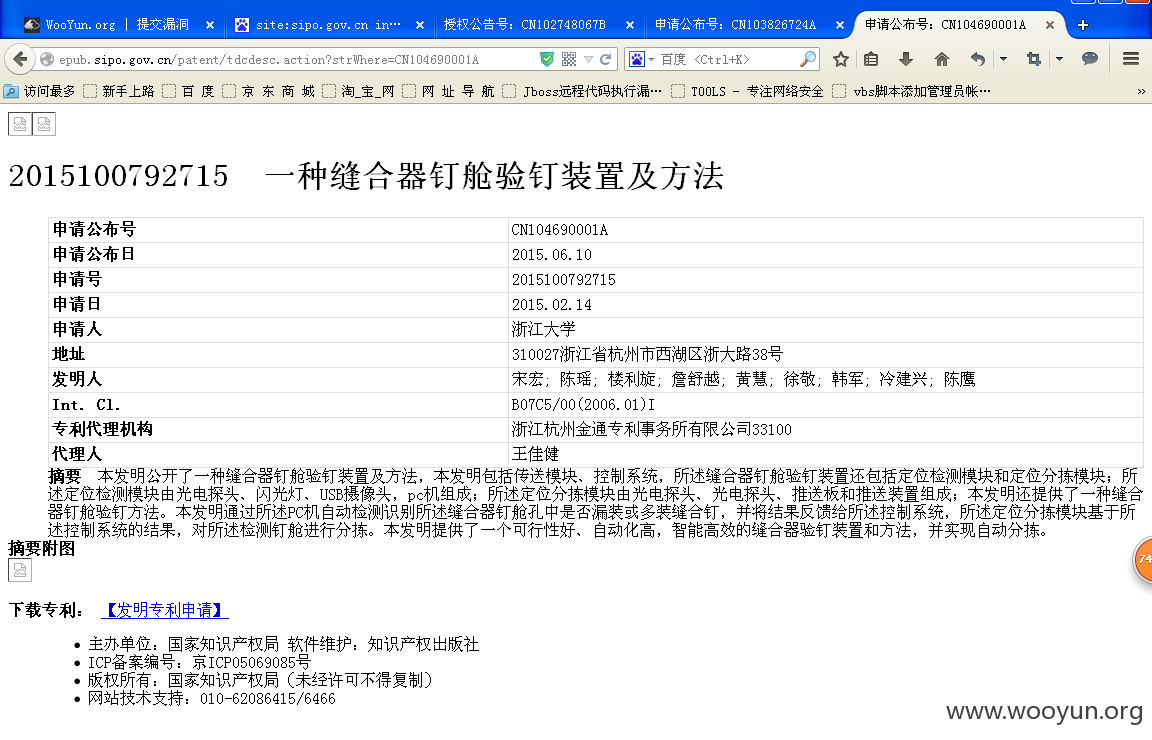 WooYun.org | 提交漏洞 × site:sipo.gov.cn in… × 授权公告号: CN102748067B × 申请公布号: CN103826724A × 申请公布号: CN104690001A ×
epub.sipo.gov.cn/patent/tdcdesc.action?strWhere=CN104690001A 百度 <Ctrl+K>
访问最多 新手上路 百 度 京 东 商 城 淘_宝_网 网 址 导 航 Jboss远程代码执行漏… TOOLS - 专注网络安全 vbs脚本添加管理员帐… »
2015100792715 一种缝合器钉舱验钉装置及方法
申请公布号 CN104690001A
申请公布日 2015.06.10
申请号 2015100792715
申请日 2015.02.14
申请人 浙江大学
地址 310027浙江省杭州市西湖区浙大路38号
发明人 宋宏; 陈瑶; 楼利旋; 詹舒越; 黄慧; 徐敬; 韩军; 冷建兴; 陈鹰
Int. Cl. B07C5/00(2006.01)I
专利代理机构 浙江杭州金通专利事务所有限公司33100
代理人 王佳健
摘要 本发明公开了一种缝合器钉舱验钉装置及方法，本发明包括传送模块、控制系统，所述缝合器钉舱验钉装置还包括定位检测模块和定位分拣模块；所
述定位检测模块由光电探头、闪光灯、USB摄像头，pc机组成；所述定位分拣模块由光电探头、光电探头、推送板和推送装置组成；本发明还提供了一种缝合
器钉舱验钉方法。本发明通过所述PC机自动检测识别所述缝合器钉舱孔中是否漏装或多装缝合钉，并将结果反馈给所述控制系统，所述定位分拣模块基于所
述控制系统的结果，对所述检测钉舱进行分拣。本发明提供了一个可行性好、自动化高，智能高效的缝合器验钉装置和方法，并实现自动分拣。
摘要附图
74
下载专利： 【发明专利申请】
主办单位：国家知识产权局 软件维护：知识产权出版社
ICP备案编号：京ICP05069085号
版权所有：国家知识产权局（未经许可不得复制）
网站技术支持：010-62086415/6466
www.wooyun.org